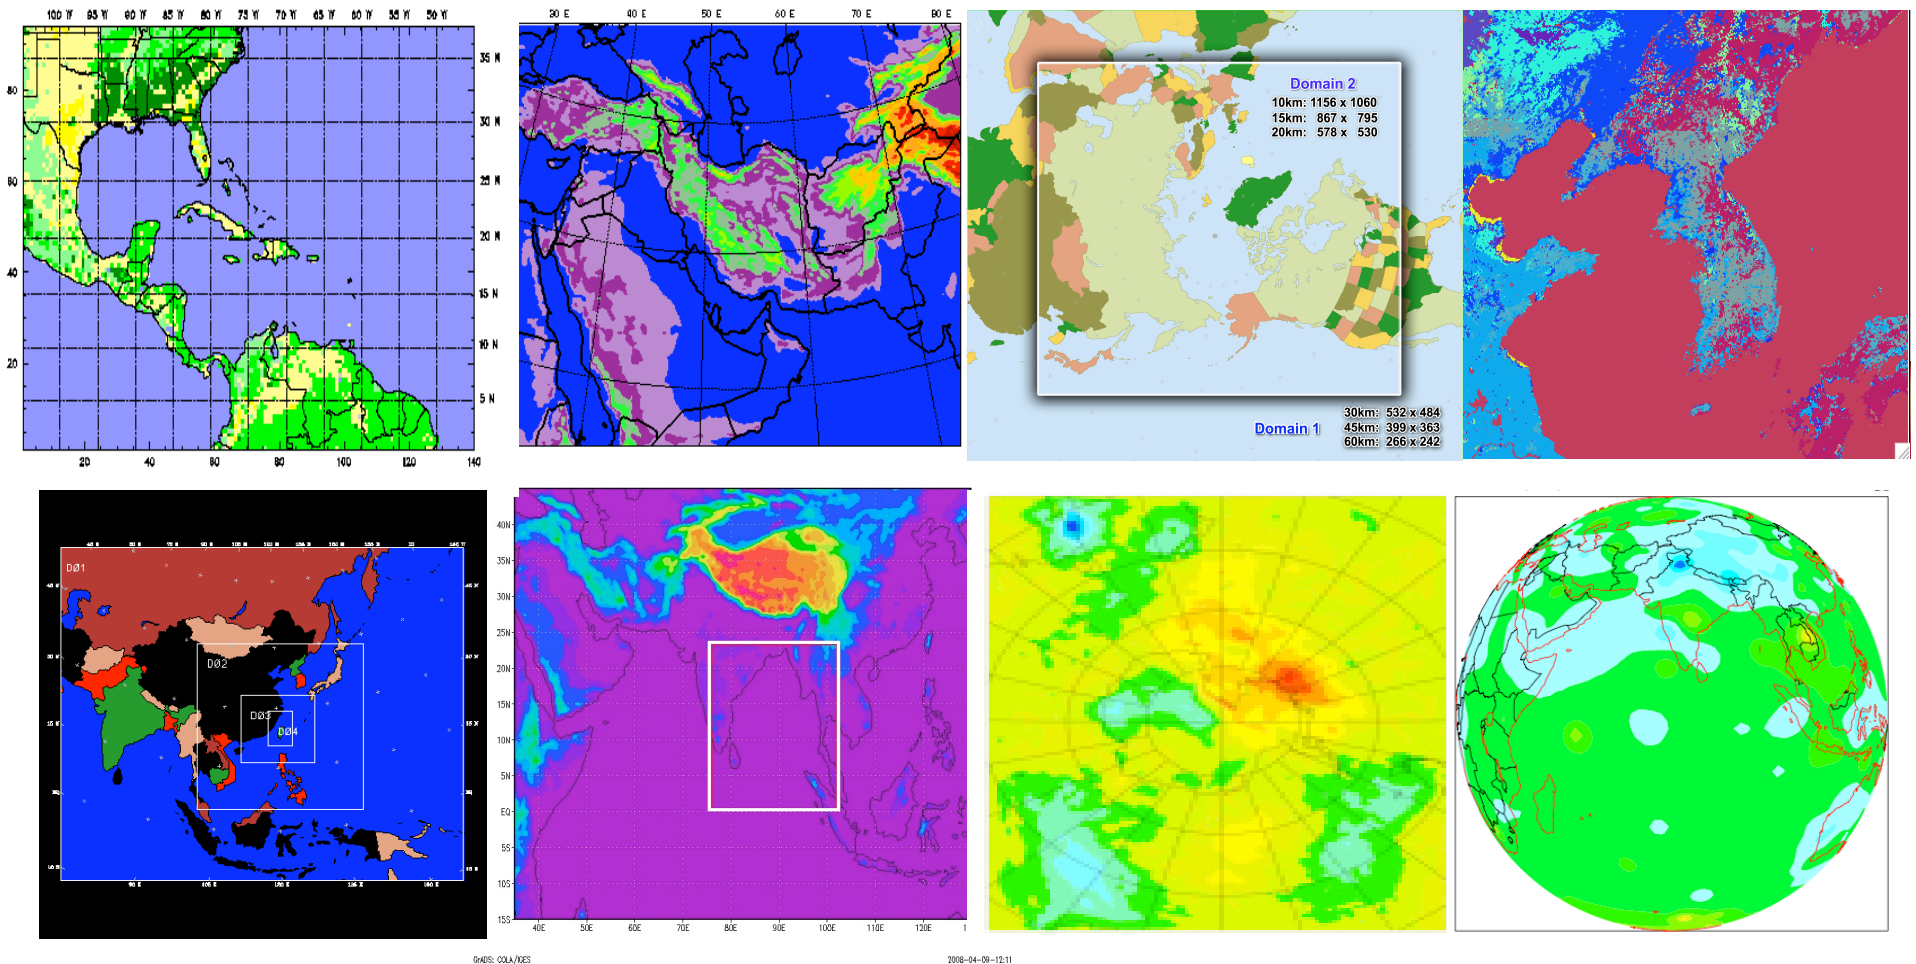 100 W 95 W 90 W 85 W 80 W 75 W 70 W 65 W 60 W 55 W 50 W
35 N
30 N
25 N
20 N
15 N
10 N
5 N
80
60
40
20
20 40 60 80 100 120 140
30 E 40 E 50 E 60 E 70 E 80 E
Domain 2
10km: 1156 x 1060
15km: 867 x 795
20km: 578 x 530
30km: 532 x 484
Domain 1 45km: 399 x 363
60km: 266 x 242
DØ1
DØ2
DØ3
DØ4
40N
35N
30N
25N
20N
15N
10N
5N
EQ
5S
10S
15S
40E 50E 60E 70E 80E 90E 100E 110E 120E
GrADS: COLA/IGES 2008-04-09-12:11